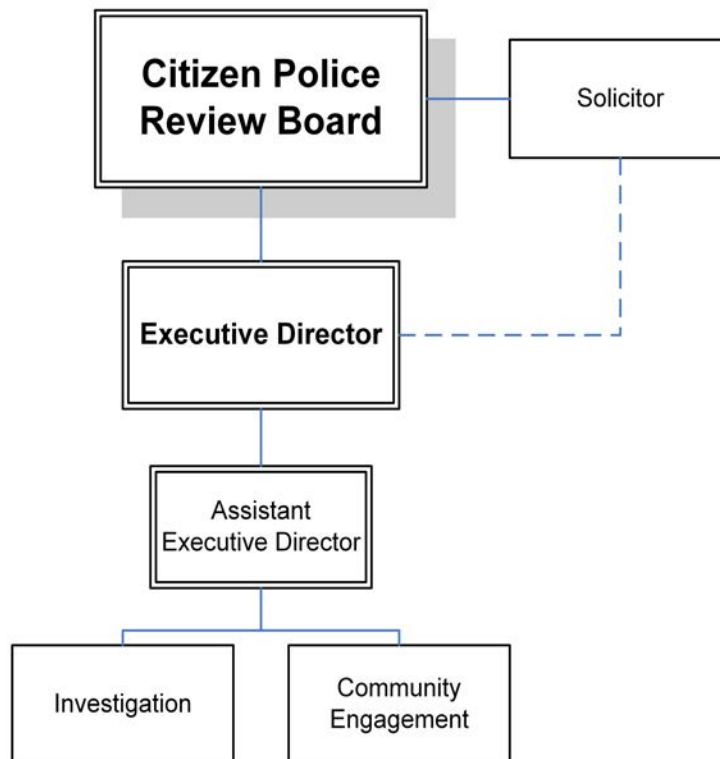 Citizen Police
Review Board
Solicitor
Executive Director
Assistant
Executive Director
Investigation
Community
Engagement